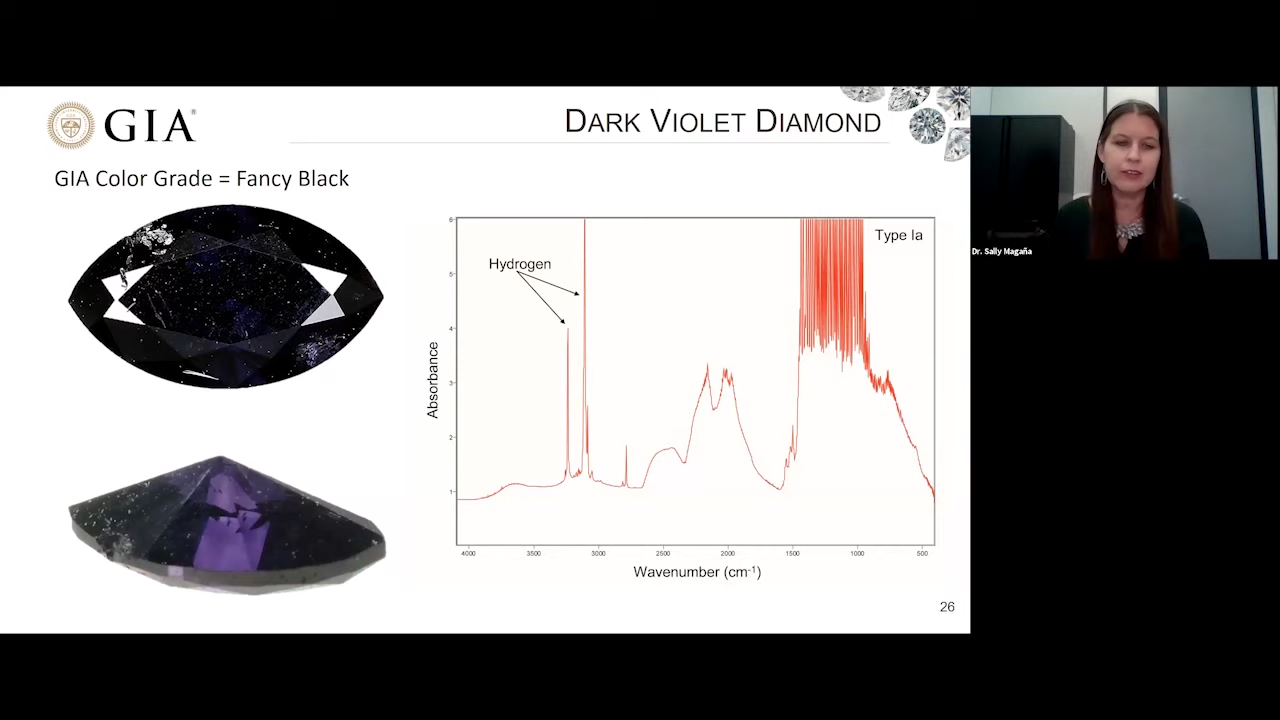 GIA®
DARK VIOLET DIAMOND
GIA Color Grade = Fancy Black
Type Ia
Hydrogen
Absorbance
6
5
4
3
2
1
4000 3500 3000 2500 2000 1500 1000 500
Wavenumber (cm-1)
26
Dr. Sally Magaña